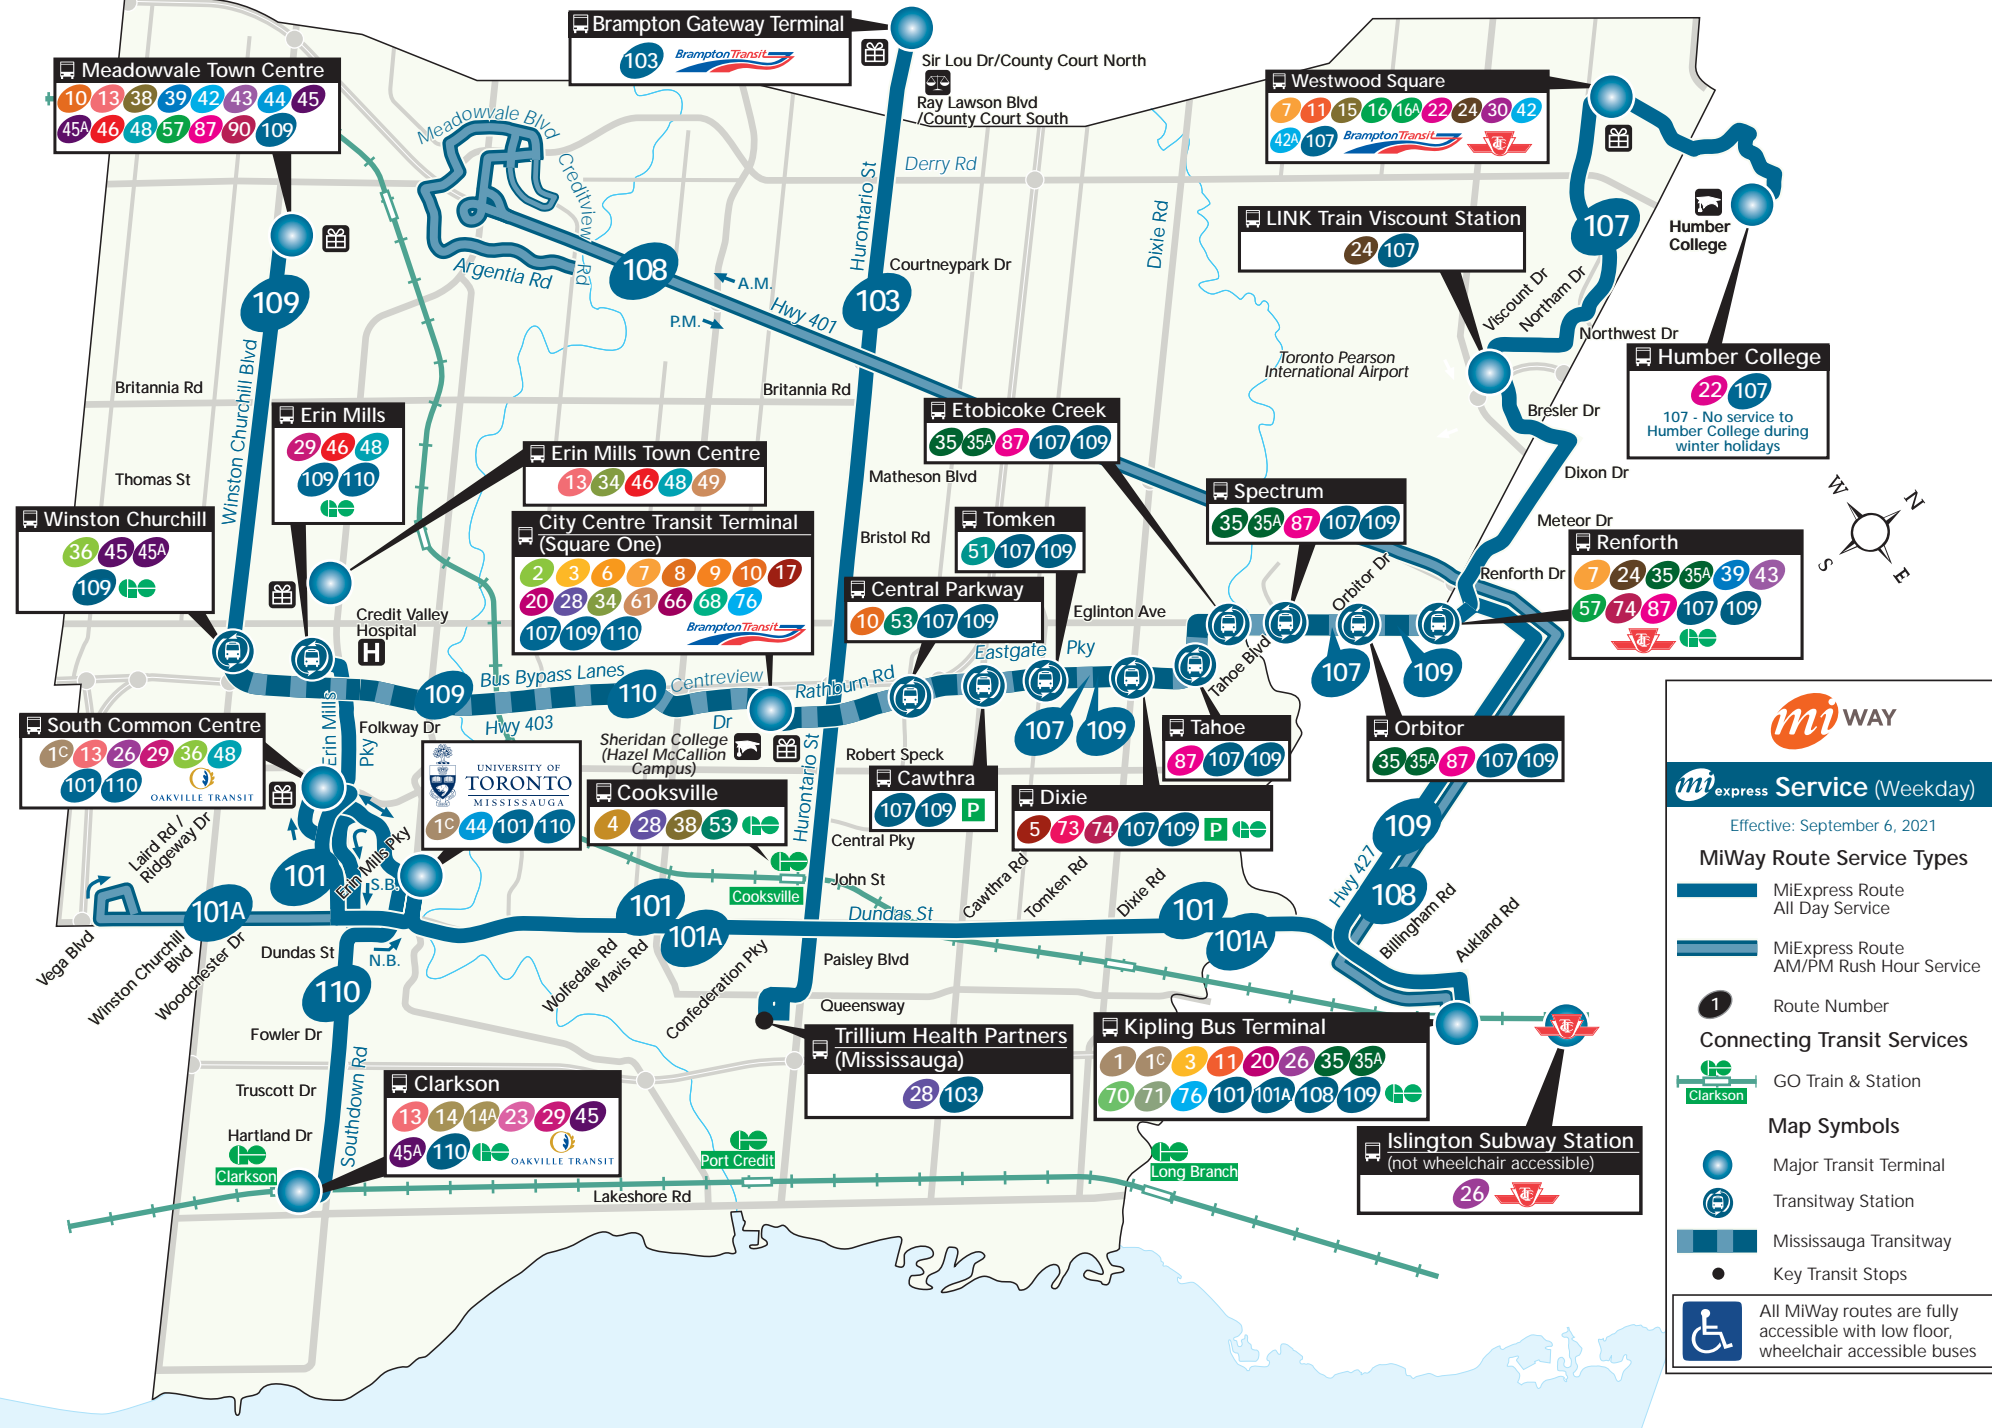 Brampton Gateway Terminal
103 Brampton Transit
Sir Lou Dr/County Court North
Ray Lawson Blvd
/County Court South
Meadowvale Town Centre
10 13 38 39 42 43 44 45
45A 46 48 57 87 90 109
Westwood Square
7 11 15 16 16A 22 24 30 42
42A 107 Brampton Transit TTC
Meadowvale Blvd
Creditview Rd
Argentia Rd
Derry Rd
Hurontario St
Dixie Rd
108
103
109
107
Courtneypark Dr
A.M.
P.M.
Hwy 401
LINK Train Viscount Station
24 107
Humber
College
Viscount Dr
Northam Dr
Northwest Dr
Toronto Pearson
International Airport
Humber College
22 107
107 - No service to
Humber College during
winter holidays
Bresler Dr
Dixon Dr
Meteor Dr
Renforth Dr
N
E
S
W
Winston Churchill Blvd
Britannia Rd
Britannia Rd
Thomas St
Erin Mills
29 46 48
109 110
GO
Erin Mills Town Centre
13 34 46 48 49
Etobicoke Creek
35 35A 87 107 109
Matheson Blvd
Bristol Rd
Spectrum
35 35A 87 107 109
Winston Churchill
36 45 45A
109 GO
City Centre Transit Terminal
(Square One)
2 3 6 7 8 9 10 17
20 28 34 61 66 68 76
107 109 110 Brampton Transit
Tomken
51 107 109
Central Parkway
10 53 107 109
Renforth
7 24 35 35A 39 43
57 74 87 107 109
TTC GO
Credit Valley
Hospital
H
Eglinton Ave
Orbitor Dr
Tahoe Blvd
Eastgate Pky
Rathburn Rd
Centreview
Dr
Bus Bypass Lanes
Hwy 403
109
110
107
109
107
109
Erin Mills
Pky
Folkway Dr
South Common Centre
1C 13 26 29 36 48
101 110 OAKVILLE TRANSIT
UNIVERSITY OF
TORONTO
MISSISSAUGA
1C 44 101 110
Sheridan College
(Hazel McCallion
Campus)
Robert Speck
Hurontario St
Cooksville
4 28 38 53 GO
Cawthra
107 109 P
Tahoe
87 107 109
Orbitor
35 35A 87 107 109
Dixie
5 73 74 107 109 P GO
Central Pky
John St
Cooksville
Laird Rd /
Ridgeway Dr
Erin Mills Pky
S.B.
N.B.
101
101A
101
101A
101
101A
109
108
Hwy 427
Dundas St
Cawthra Rd
Tomken Rd
Dixie Rd
Billingham Rd
Aukland Rd
Vega Blvd
Winston Churchill
Blvd
Woodchester Dr
Dundas St
Wolfedale Rd
Mavis Rd
Confederation Pky
Paisley Blvd
Queensway
110
Fowler Dr
Truscott Dr
Hartland Dr
Southdown Rd
Trillium Health Partners
(Mississauga)
28 103
Kipling Bus Terminal
1 1C 3 11 20 26 35 35A
70 71 76 101 101A 108 109 GO
Clarkson
13 14 14A 23 29 45
45A 110 GO OAKVILLE TRANSIT
Clarkson
Port Credit
Long Branch
Lakeshore Rd
Islington Subway Station
(not wheelchair accessible)
26 TTC
TTC
mi WAY
mi express Service (Weekday)
Effective: September 6, 2021
MiWay Route Service Types
MiExpress Route
All Day Service
MiExpress Route
AM/PM Rush Hour Service
1 Route Number
Connecting Transit Services
GO Train & Station
Clarkson
Map Symbols
Major Transit Terminal
Transitway Station
Mississauga Transitway
Key Transit Stops
All MiWay routes are fully
accessible with low floor,
wheelchair accessible buses